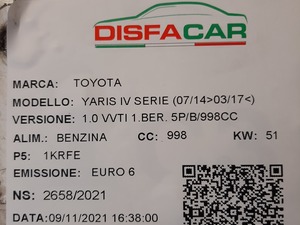 DISFACAR
MARCA: TOYOTA
MODELLO: YARIS IV SERIE (07/14>03/17<)
VERSIONE: 1.0 VVTI 1.BER. 5P/B/998CC
ALIM.: BENZINA CC: 998 KW: 51
P5: 1KRFE
EMISSIONE: EURO 6
NS: 2658/2021
DATA:09/11/2021 16:38:00